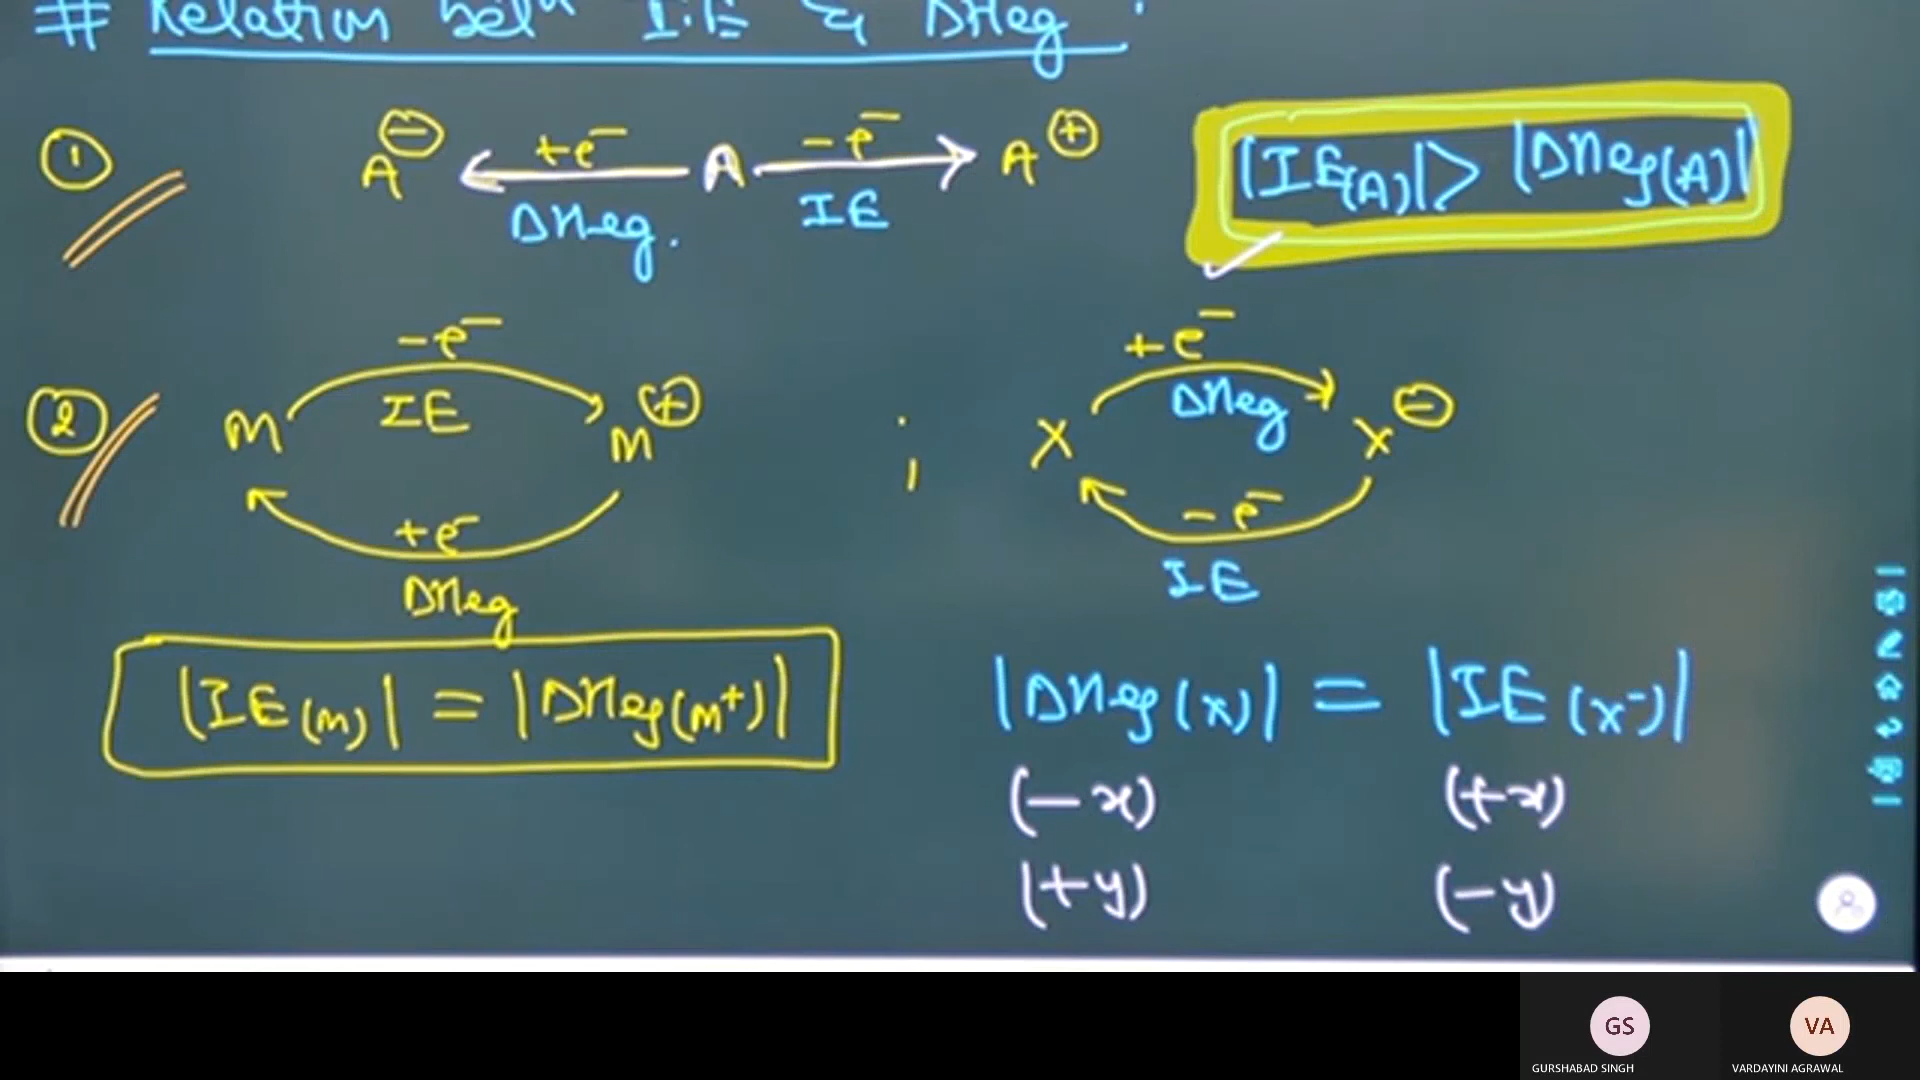 # Relation betn I.E & ΔHeg :
① A⊖ ←+e⁻ ΔHeg. A −e⁻→ IE A⊕ |IE(A)| > |ΔHeg(A)|
② M −e⁻ IE M⊕ ; X +e⁻ ΔHeg X⊖
+e⁻ ΔHeg − e⁻ IE
|IE(M)| = |ΔHeg(M⁺)| |ΔHeg(X)| = |IE(X⁻)|
(−x) (+x)
(+y) (−y)
GS VA
GURSHABAD SINGH VARDAYINI AGRAWAL